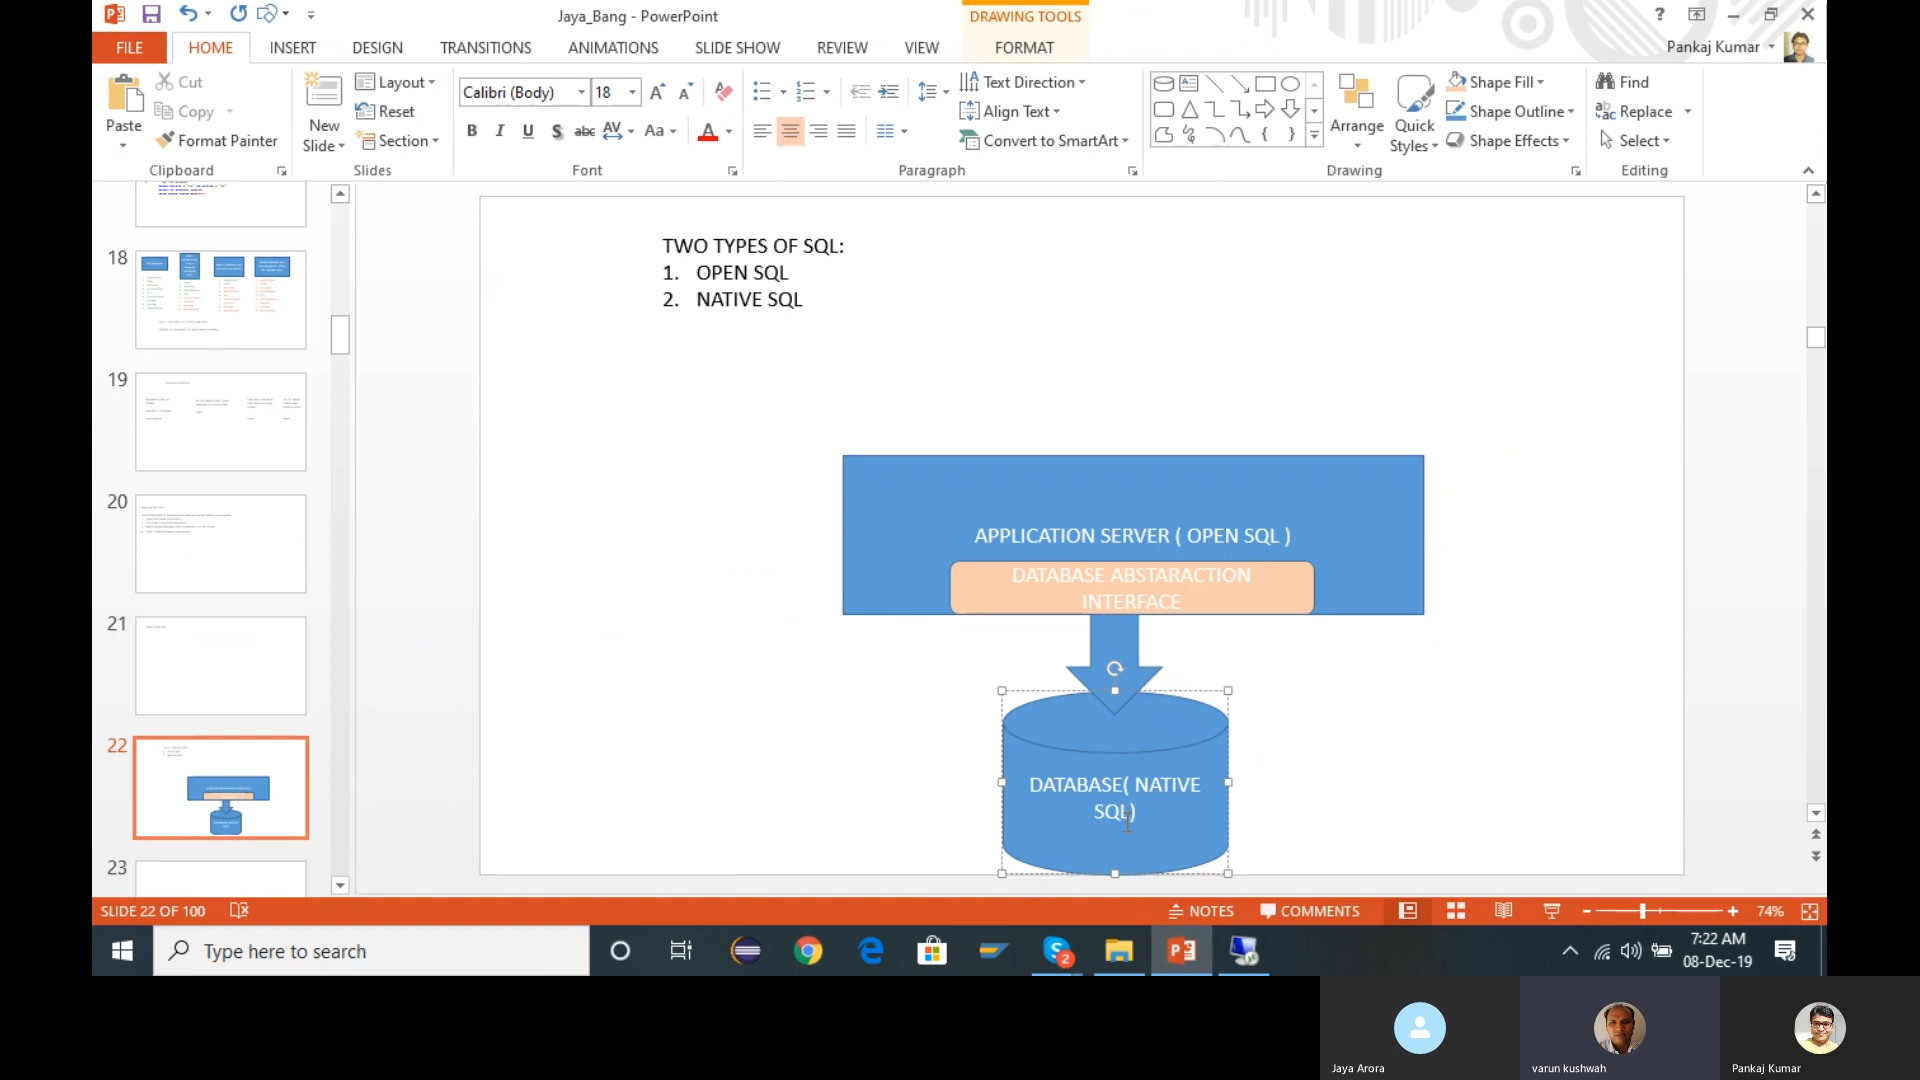 Jaya_Bang - PowerPoint
DRAWING TOOLS
?
FILE
HOME
INSERT
DESIGN
TRANSITIONS
ANIMATIONS
SLIDE SHOW
REVIEW
VIEW
FORMAT
Pankaj Kumar
Paste
Cut
Copy
Format Painter
Clipboard
New
Slide
Layout
Reset
Section
Slides
Calibri (Body)
18
B I U S abc AV Aa A
Font
Text Direction
Align Text
Convert to SmartArt
Paragraph
Arrange
Quick
Styles
Shape Fill
Shape Outline
Shape Effects
Drawing
Find
Replace
Select
Editing
18
19
20
21
22
23
TWO TYPES OF SQL:
1. OPEN SQL
2. NATIVE SQL
APPLICATION SERVER ( OPEN SQL )
DATABASE ABSTARACTION
INTERFACE
DATABASE( NATIVE
SQL)
SLIDE 22 OF 100
NOTES
COMMENTS
74%
Type here to search
2
7:22 AM
08-Dec-19
Jaya Arora
varun kushwah
Pankaj Kumar